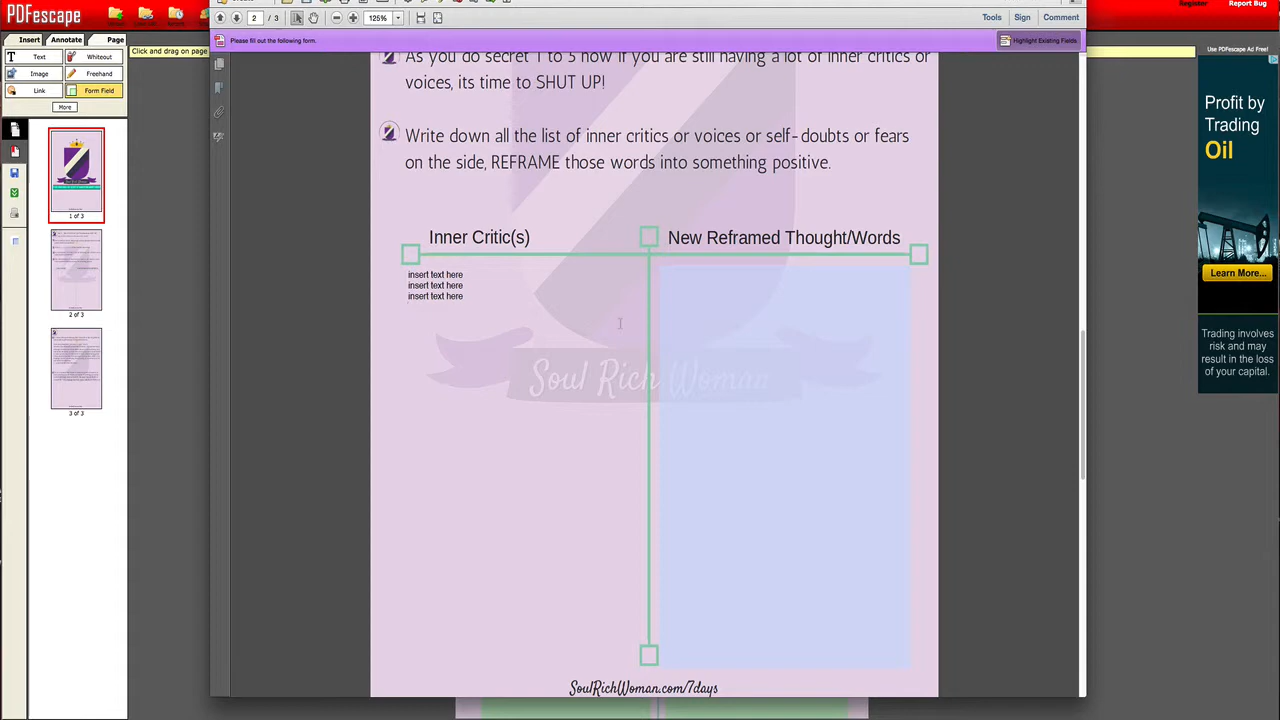 Create
Register
Report Bug
PDFescape
2 / 3
125%
Tools
Sign
Comment
Please fill out the following form.
Highlight Existing Fields
Insert
Annotate
Page
Click and drag on page
Use PDFescape Ad Free!
Text
Whiteout
Image
Freehand
Link
Form Field
More
1 of 3
2 of 3
3 of 3
As you do secret 1 to 5 now if you are still having a lot of inner critics or
voices, its time to SHUT UP!
Write down all the list of inner critics or voices or self-doubts or fears
on the side, REFRAME those words into something positive.
Inner Critic(s)
New Reframed Thought/Words
insert text here
insert text here
insert text here
Soul Rich Woman
SoulRichWoman.com/7days
Profit by
Trading
Oil
Learn More...
Trading involves
risk and may
result in the loss
of your capital.